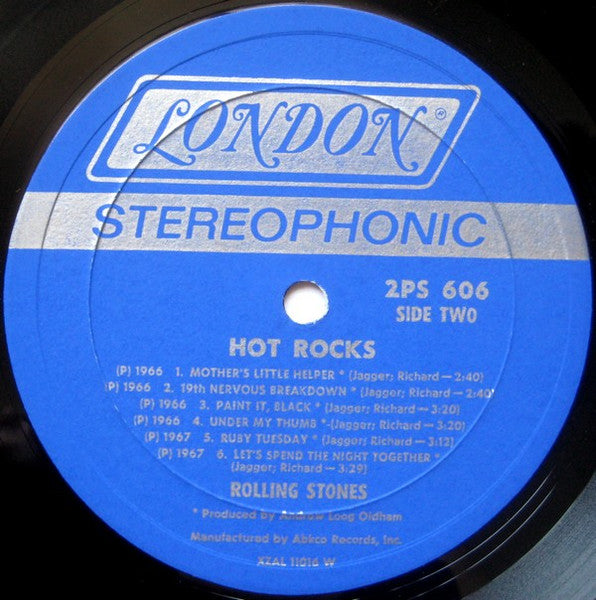 LONDON®
STEREOPHONIC
2PS 606
SIDE TWO
HOT ROCKS
(P) 1966 1. MOTHER'S LITTLE HELPER * (Jagger; Richard—2:40)
(P) 1966 2. 19th NERVOUS BREAKDOWN * (Jagger; Richard—2:40)
(P) 1966 3. PAINT IT, BLACK * (Jagger; Richard—3:20)
(P) 1966 4. UNDER MY THUMB *-(Jagger; Richard—3:20)
(P) 1967 5. RUBY TUESDAY * (Jagger; Richard—3:12)
(P) 1967 6. LET'S SPEND THE NIGHT TOGETHER *
(Jagger; Richard—3:29)
ROLLING STONES
* Produced by Andrew Loog Oldham
Manufactured by Abkco Records, Inc.
XZAL 11016 W